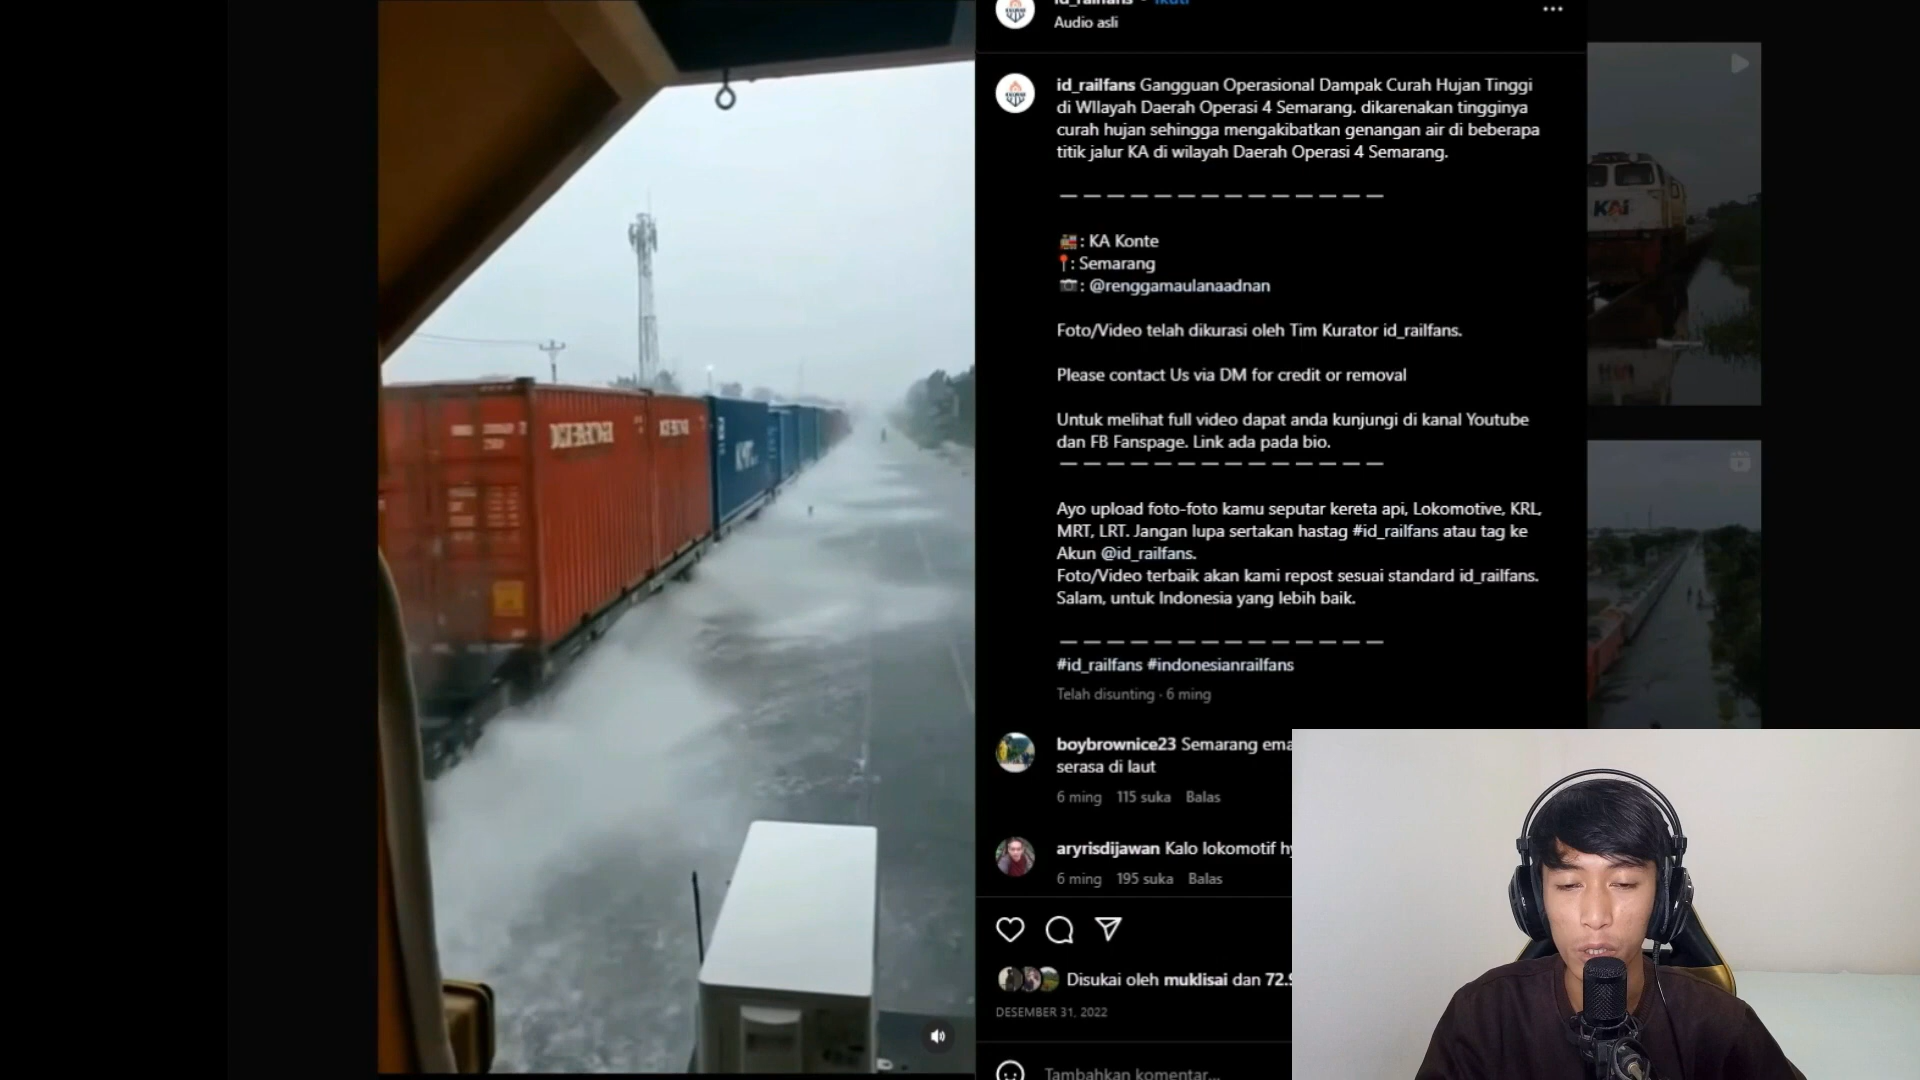 Audio asli
id_railfans Gangguan Operasional Dampak Curah Hujan Tinggi
di WIlayah Daerah Operasi 4 Semarang. dikarenakan tingginya
curah hujan sehingga mengakibatkan genangan air di beberapa
titik jalur KA di wilayah Daerah Operasi 4 Semarang.
: KA Konte
: Semarang
: @renggamaulanaadnan
Foto/Video telah dikurasi oleh Tim Kurator id_railfans.
Please contact Us via DM for credit or removal
Untuk melihat full video dapat anda kunjungi di kanal Youtube
dan FB Fanspage. Link ada pada bio.
Ayo upload foto-foto kamu seputar kereta api, Lokomotive, KRL,
MRT, LRT. Jangan lupa sertakan hastag #id_railfans atau tag ke
Akun @id_railfans.
Foto/Video terbaik akan kami repost sesuai standard id_railfans.
Salam, untuk Indonesia yang lebih baik.
#id_railfans #indonesianrailfans
Telah disunting · 6 ming
boybrownice23 Semarang ema
serasa di laut
6 ming 115 suka Balas
aryrisdijawan Kalo lokomotif
6 ming 195 suka Balas
Disukai oleh muklisai dan 72.
DESEMBER 31, 2022
Tambahkan komentar...
KAI